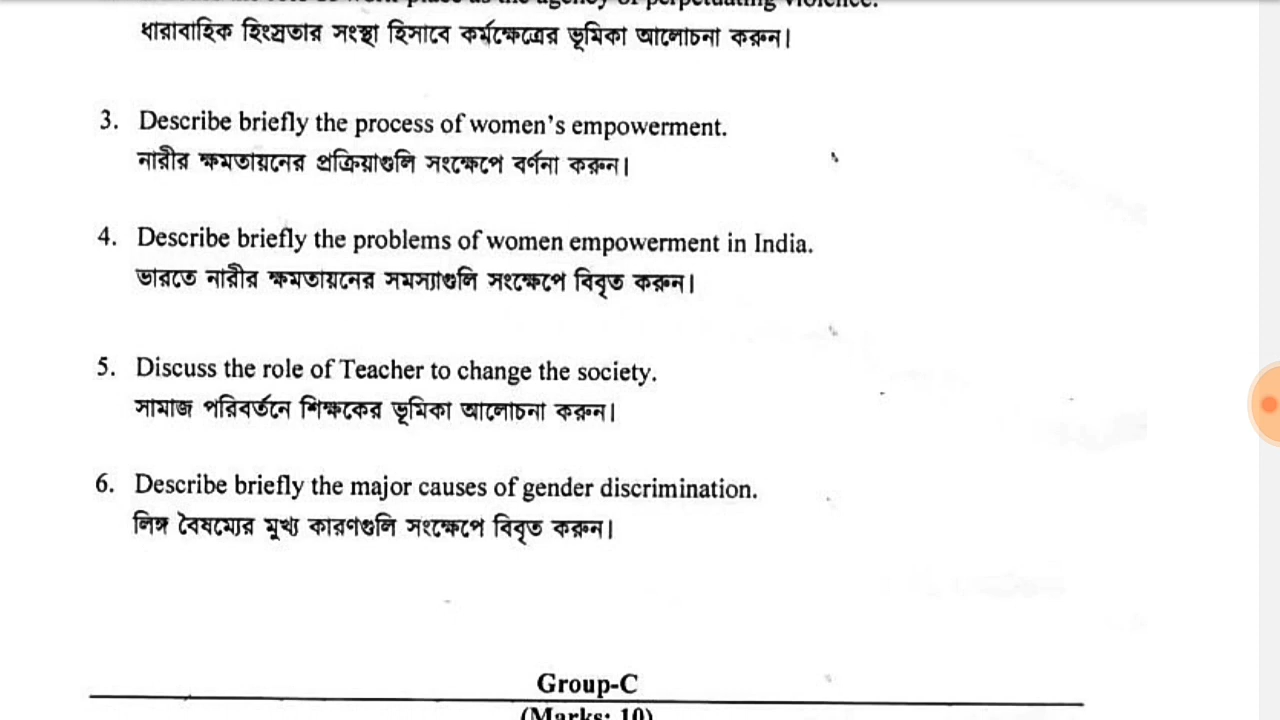 ধারাবাহিক হিংস্রতার সংস্থা হিসাবে কর্মক্ষেত্রের ভূমিকা আলোচনা করুন।
3. Describe briefly the process of women's empowerment.
নারীর ক্ষমতায়নের প্রক্রিয়াগুলি সংক্ষেপে বর্ণনা করুন।
4. Describe briefly the problems of women empowerment in India.
ভারতে নারীর ক্ষমতায়নের সমস্যাগুলি সংক্ষেপে বিবৃত করুন।
5. Discuss the role of Teacher to change the society.
সামাজ পরিবর্তনে শিক্ষকের ভূমিকা আলোচনা করুন।
6. Describe briefly the major causes of gender discrimination.
লিঙ্গ বৈষম্যের মুখ্য কারণগুলি সংক্ষেপে বিবৃত করুন।
Group-C
(Marks: 10)